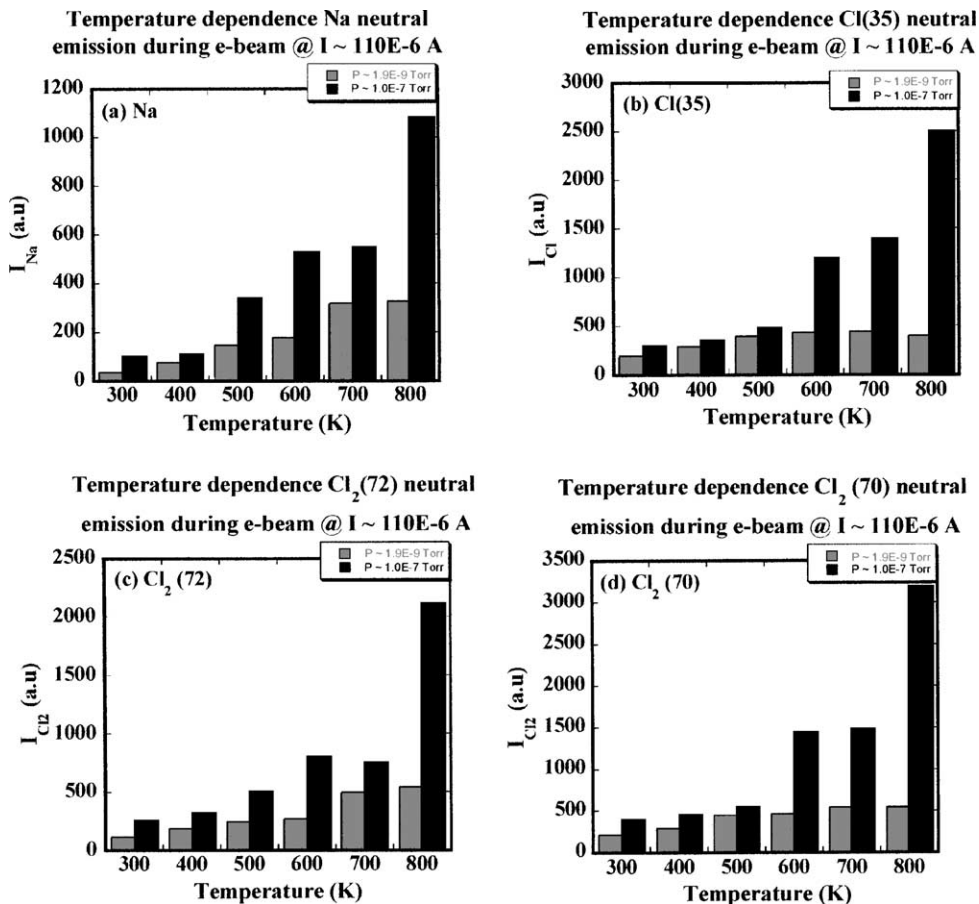 Temperature dependence Na neutral
emission during e-beam @ I ~ 110E-6 A
1200
1000
800
600
400
200
0
I_Na (a.u)
(a) Na
P ~ 1.9E-9 Torr
P ~ 1.0E-7 Torr
300 400 500 600 700 800
Temperature (K)
Temperature dependence Cl(35) neutral
emission during e-beam @ I ~ 110E-6 A
3000
2500
2000
1500
1000
500
0
I_Cl (a.u)
(b) Cl(35)
P ~ 1.9E-9 Torr
P ~ 1.0E-7 Torr
300 400 500 600 700 800
Temperature (K)
Temperature dependence Cl₂(72) neutral
emission during e-beam @ I ~ 110E-6 A
2500
2000
1500
1000
500
0
I_Cl2 (a.u)
(c) Cl₂ (72)
P ~ 1.9E-9 Torr
P ~ 1.0E-7 Torr
300 400 500 600 700 800
Temperature (K)
Temperature dependence Cl₂ (70) neutral
emission during e-beam @ I ~ 110E-6 A
3500
3000
2500
2000
1500
1000
500
0
I_Cl2 (a.u)
(d) Cl₂ (70)
P ~ 1.9E-9 Torr
P ~ 1.0E-7 Torr
300 400 500 600 700 800
Temperature (K)